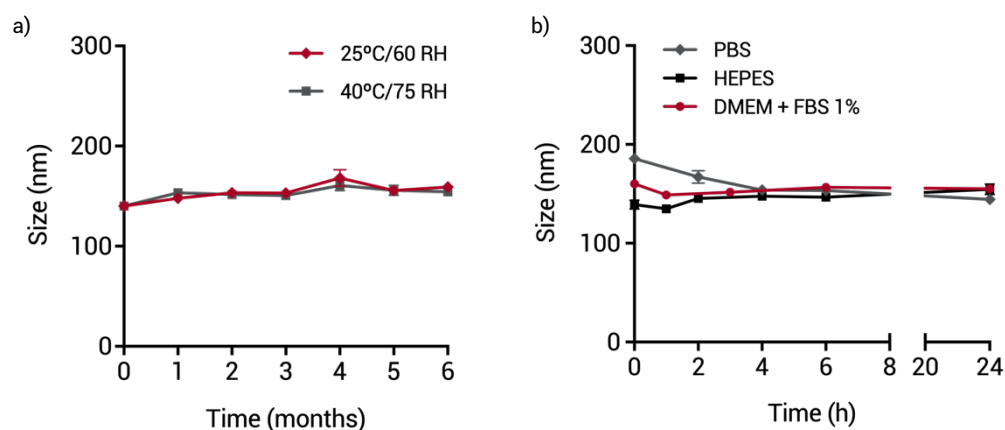 a)
300
200
100
0
Size (nm)
25ºC/60 RH
40ºC/75 RH
0 1 2 3 4 5 6
Time (months)
b)
300
200
100
0
Size (nm)
PBS
HEPES
DMEM + FBS 1%
0 2 4 6 8 20 24
Time (h)